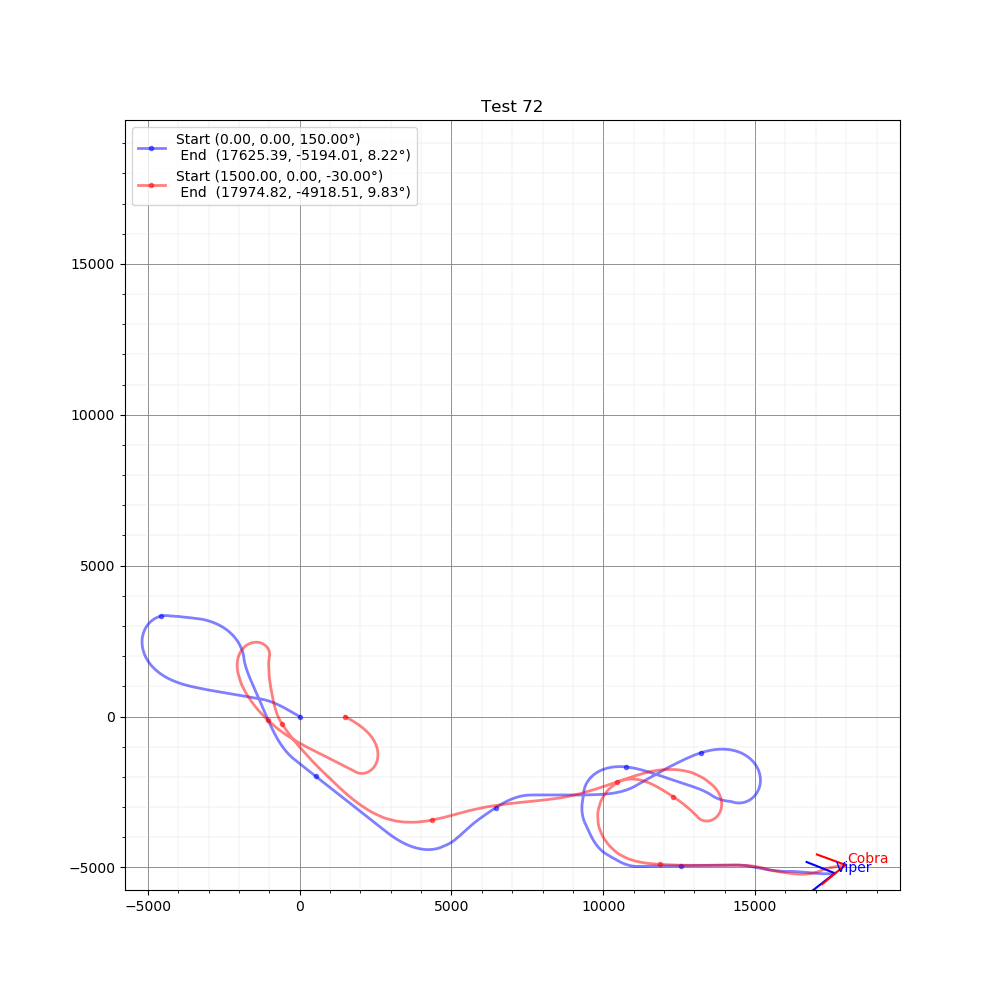 Test 72
Start (0.00, 0.00, 150.00°)
End (17625.39, -5194.01, 8.22°)
Start (1500.00, 0.00, -30.00°)
End (17974.82, -4918.51, 9.83°)
15000
10000
5000
0
−5000
Cobra
Viper
−5000
0
5000
10000
15000